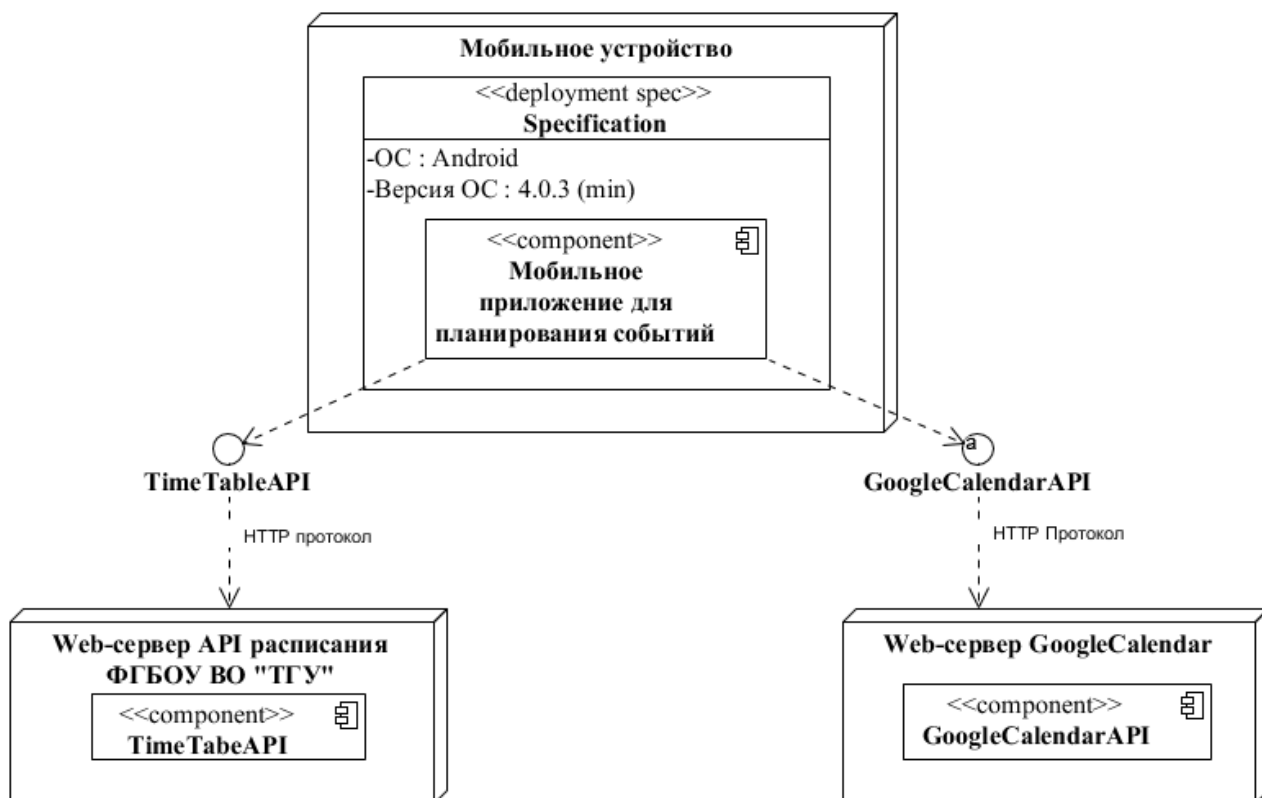 Мобильное устройство
<<deployment spec>>
Specification
-ОС : Android
-Версия ОС : 4.0.3 (min)
<<component>>
Мобильное
приложение для
планирования событий
TimeTableAPI
a
GoogleCalendarAPI
HTTP протокол
HTTP Протокол
Web-сервер API расписания
ФГБОУ ВО "ТГУ"
<<component>>
TimeTabeAPI
Web-сервер GoogleCalendar
<<component>>
GoogleCalendarAPI